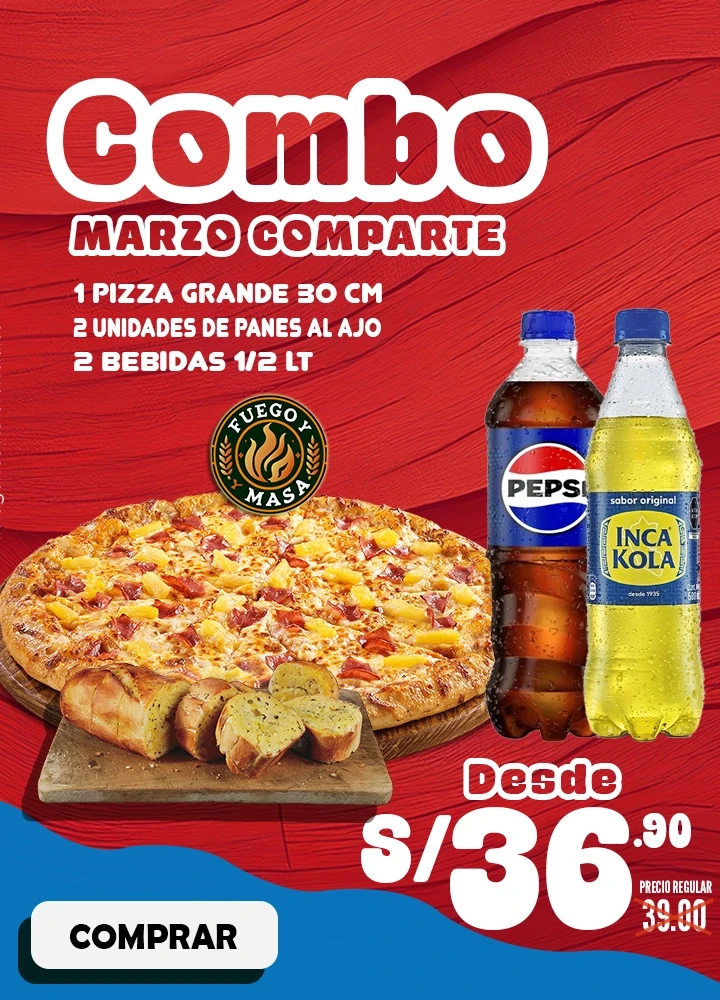 Combo
MARZO COMPARTE
1 PIZZA GRANDE 30 CM
2 UNIDADES DE PANES AL AJO
2 BEBIDAS 1/2 LT
FUEGO Y
Y MASA
PEPSI
sabor original
INCA
KOLA
desde 1935
Desde
S/36.90
PRECIO REGULAR
39.00
COMPRAR